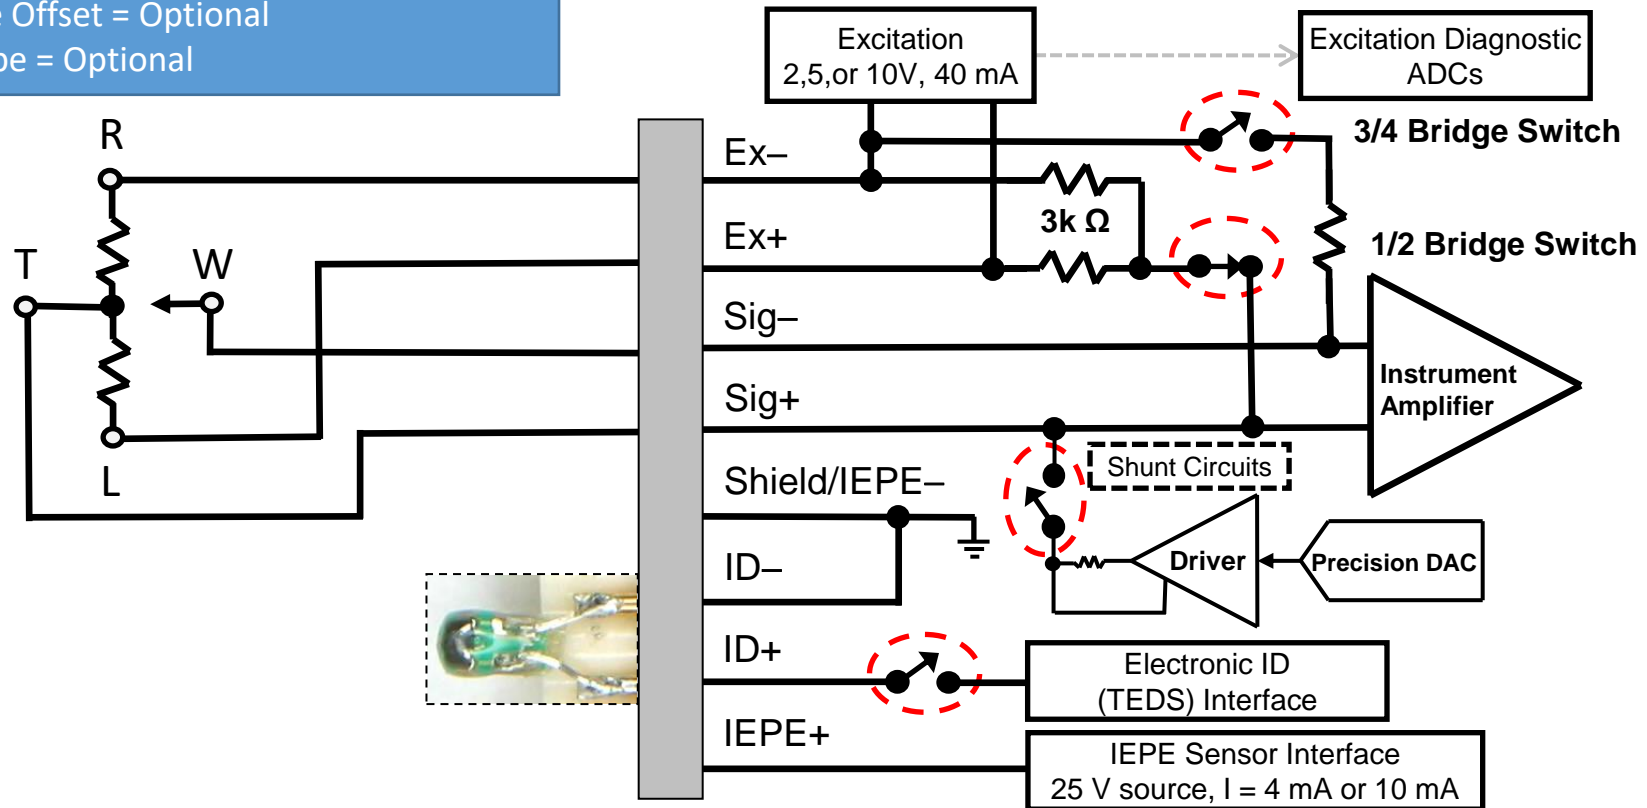 Offset = Optional
= Optional
Excitation
2,5,or 10V, 40 mA
Excitation Diagnostic
ADCs
R
Ex–
3/4 Bridge Switch
3k Ω
T
W
Ex+
1/2 Bridge Switch
Sig–
Instrument
Amplifier
Sig+
L
Shunt Circuits
Shield/IEPE–
Driver
Precision DAC
ID–
ID+
Electronic ID
(TEDS) Interface
IEPE+
IEPE Sensor Interface
25 V source, I = 4 mA or 10 mA